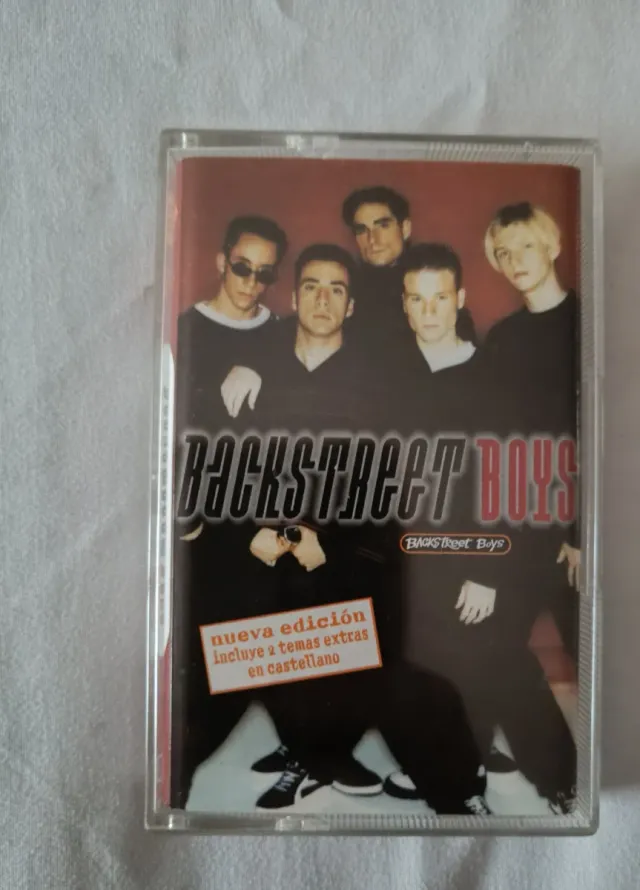 BACKSTREET BOYS
BACKSTREET BOYS
nueva edición
incluye 2 temas extras
en castellano